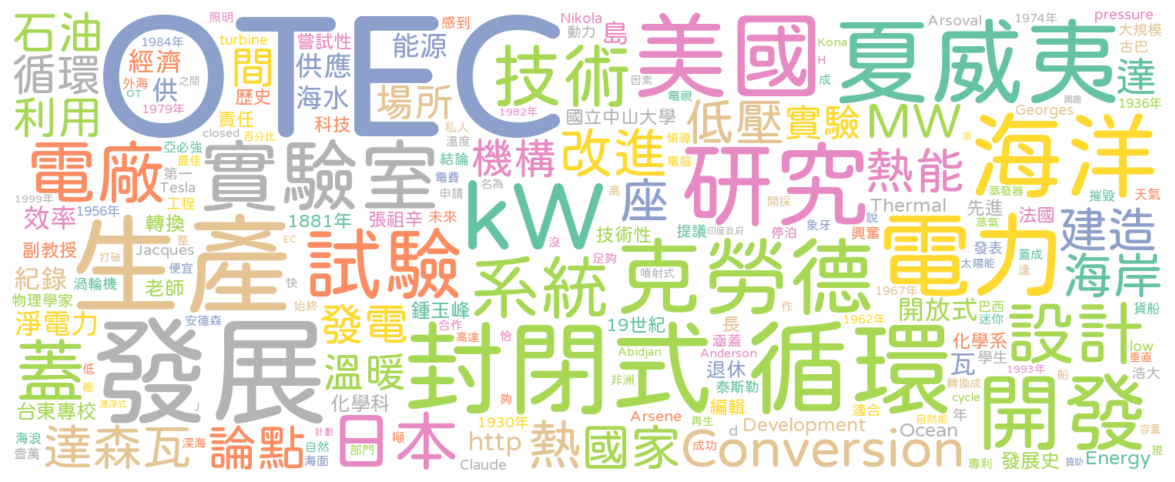 石油
OTEC
美國
夏威夷
照明
1984年
turbine
嘗試性
能源
感到
Nikola
動力
島
Kona
H
成
Arsoval
1974年
pressure
大規模
古巴
循環
經濟
外海
之間
OT
供
間
歷史
供應
海水
技術
因素
電視
達
興趣
1936年
利用
1979年
責任
科技
場所
1982年
國立中山大學
私人
領導
低壓
實驗
MW
Georges
海洋
closed
百分比
溫度
電廠
亞必強
最佳
實驗室
結論
電費
申請
機構
改進
電腦
研究
熱能
蒸發器
蒸氣
摧毀
天氣
第一
Tesla
1999年
工程
名為
高
開採
Thermal
先進
法國
效率
1956年
轉換
1881年
張祖辛
未來
kW
座
象牙
說
興奮
副教授
Jacques
整
EC
生產
打破
試驗
技術性
提議
印度政府
停泊
電力
發表
太陽能
蓋成
逢
建造
紀錄
渦輪機
老師
便宜
快
系統
沒
足夠
噴射式
克勞德
海岸
物理學家
安德森
始終
鍾玉峰
作
1967年
開放式
巴西
迷你
貨船
淨電力
發電
合作
高達
恰
19世紀
長
1962年
蓋
發展
封閉式
循環
涵蓋
Abidjan
Anderson
化學系
瓦
學生
設計
low
垂直
低
溫暖
退休
泰斯勒
非洲
1993年
船
浩大
台東專校
漂浮式
J
化學科
夠
Arsene
編輯
再生
適合
轉換成
cycle
自然能
年
開發
容量
海浪
壹萬
達森瓦
深海
論點
計劃
自然
海面
日本
部門
噸
1930年
http
Claude
熱
國家
成功
d
Development
Conversion
Ocean
專利
發展史
贊助
Energy
現